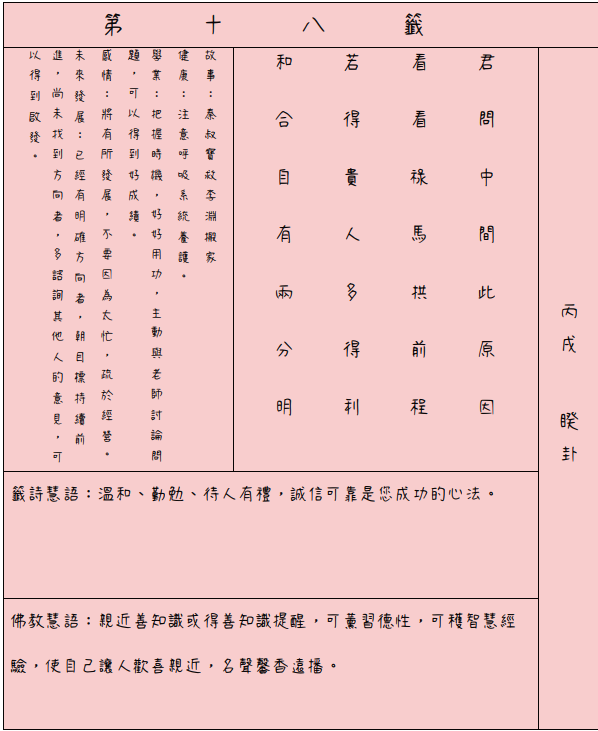 第十八籤
丙戌 睽卦
君問中間此原因
看看祿馬拱前程
若得貴人多得利
和合自有兩分明
故事：秦叔寶救李淵搬家
健康：注意呼吸系統養護。
學業：把握時機，好好用功，主動與老師討論問
題，可以得到好成績。
感情：將有所發展，不要因為太忙，疏於經營。
未來發展：已經有明確方向者，朝目標持續前
進，尚未找到方向者，多諮詢其他人的意見，可
以得到啟發。
籤詩慧語：溫和、勤勉、待人有禮，誠信可靠是您成功的心法。
佛教慧語：親近善知識或得善知識提醒，可薰習德性，可穫智慧經
驗，使自己讓人歡喜親近，名聲馨香遠播。